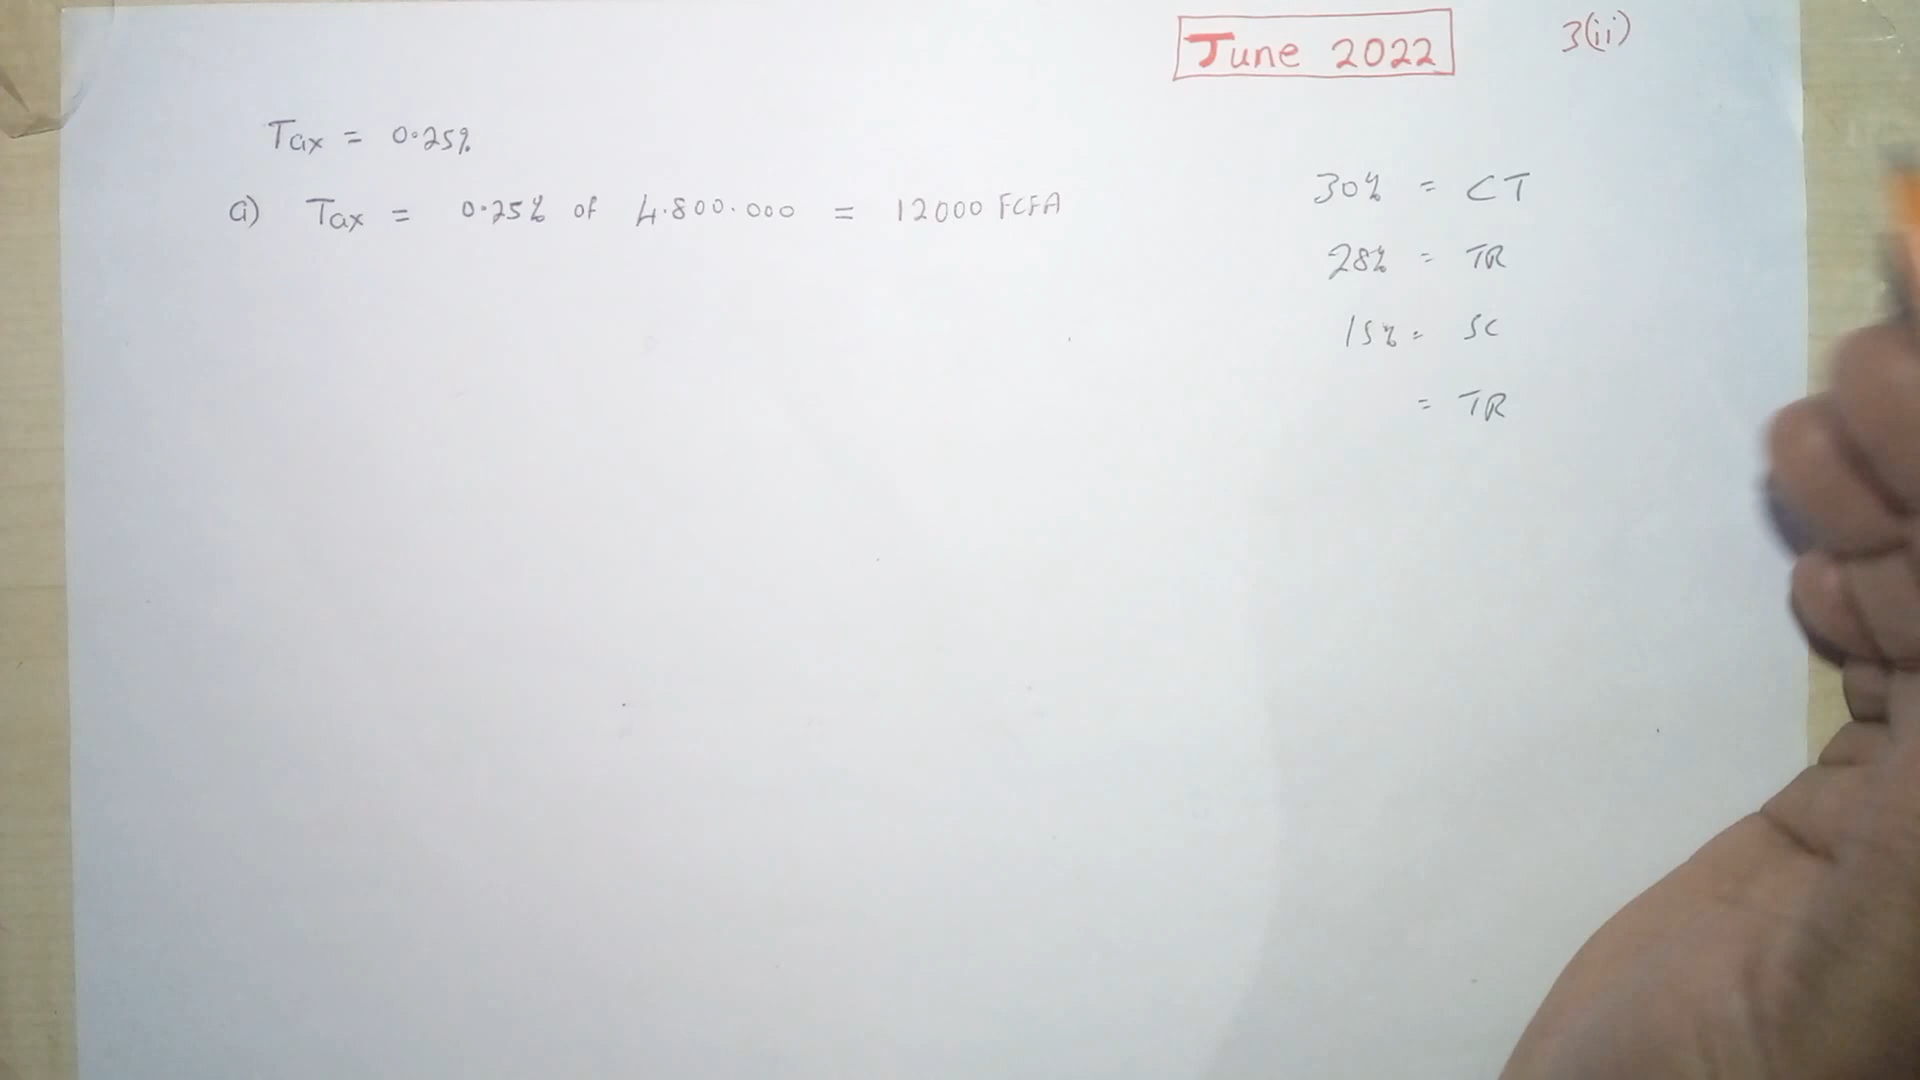 June 2022
3(ii)
Tax = 0.25%
a) Tax = 0.25% of 4.800.000 = 12000 FCFA
30% = CT
28% = TR
15% = SC
= TR